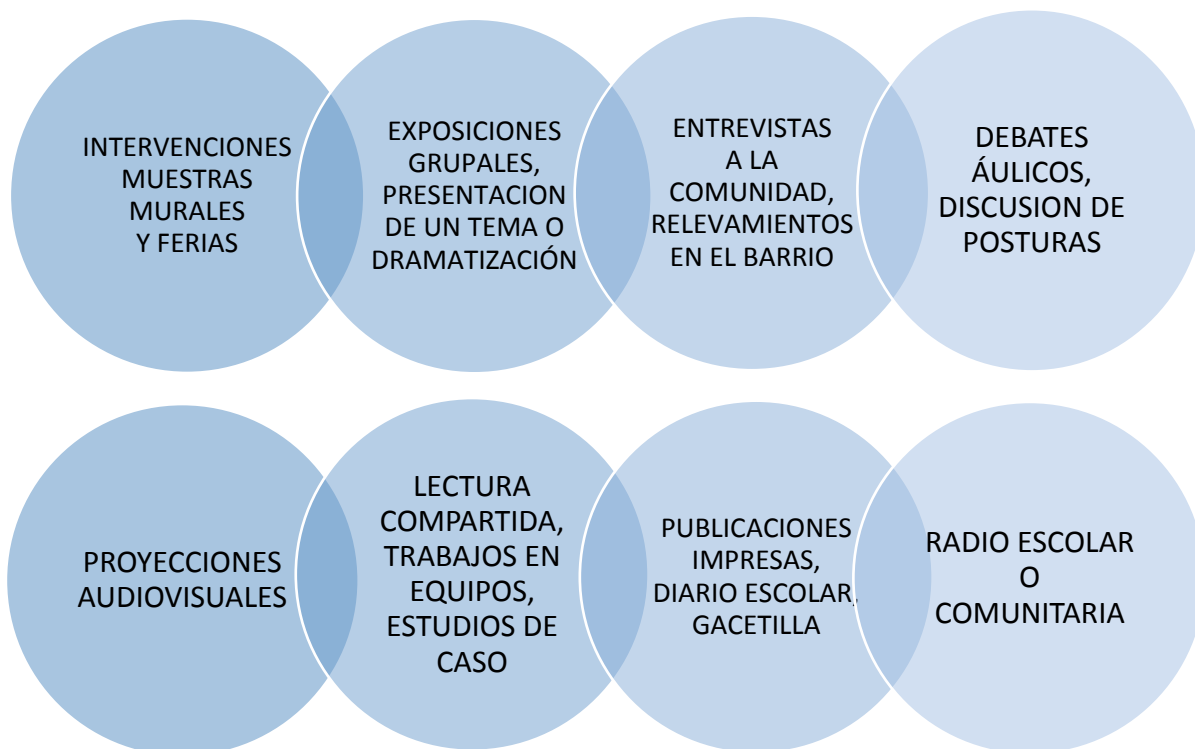 INTERVENCIONES
MUESTRAS
MURALES
Y FERIAS
EXPOSICIONES
GRUPALES,
PRESENTACION
DE UN TEMA O
DRAMATIZACIÓN
ENTREVISTAS
A LA
COMUNIDAD,
RELEVAMIENTOS
EN EL BARRIO
DEBATES
ÁULICOS,
DISCUSION DE
POSTURAS
PROYECCIONES
AUDIOVISUALES
LECTURA
COMPARTIDA,
TRABAJOS EN
EQUIPOS,
ESTUDIOS DE
CASO
PUBLICACIONES
IMPRESAS,
DIARIO ESCOLAR,
GACETILLA
RADIO ESCOLAR
O
COMUNITARIA